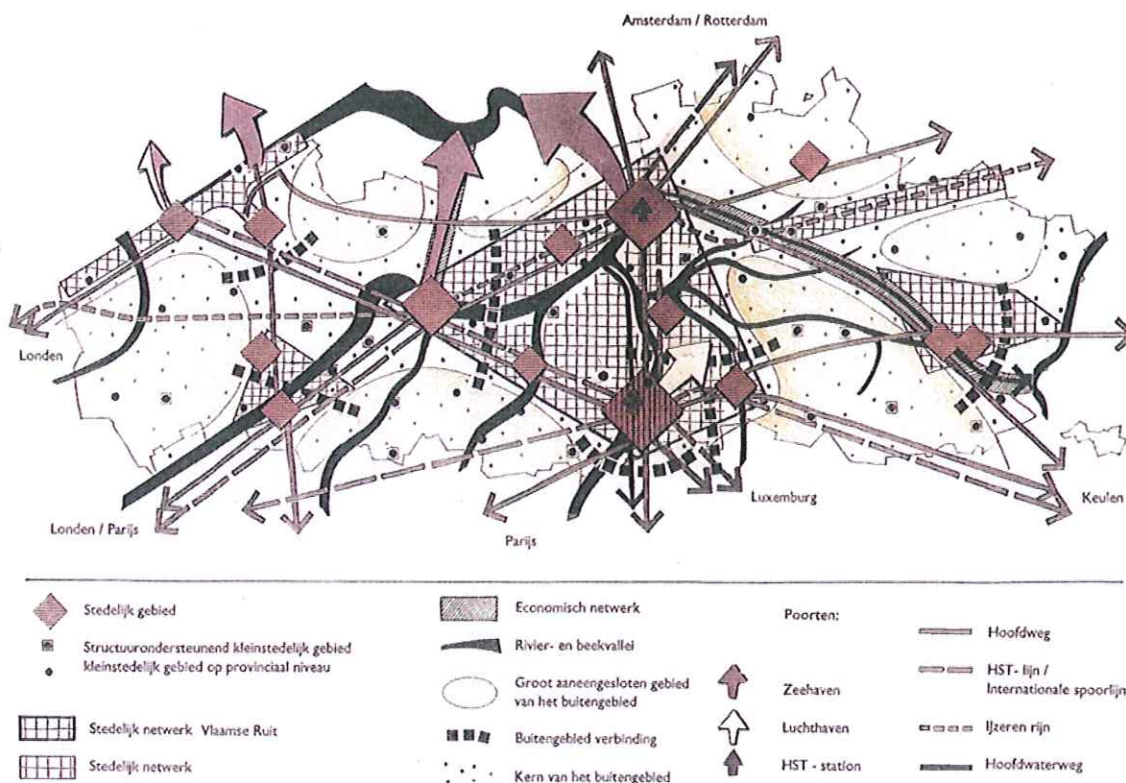 Amsterdam / Rotterdam
Londen
Londen / Parijs
Parijs
Luxemburg
Keulen
Stedelijk gebied
Structuurondersteunend kleinstedelijk gebied
kleinstedelijk gebied op provinciaal niveau
Stedelijk netwerk Vlaamse Ruit
Stedelijk netwerk
Economisch netwerk
Rivier- en beekvallei
Groot aaneengesloten gebied
van het buitengebied
Buitengebied verbinding
Kern van het buitengebied
Poorten:
Zeehaven
Luchthaven
HST - station
Hoofdweg
HST- lijn /
Internationale spoorlijn
IJzeren rijn
Hoofdwaterweg